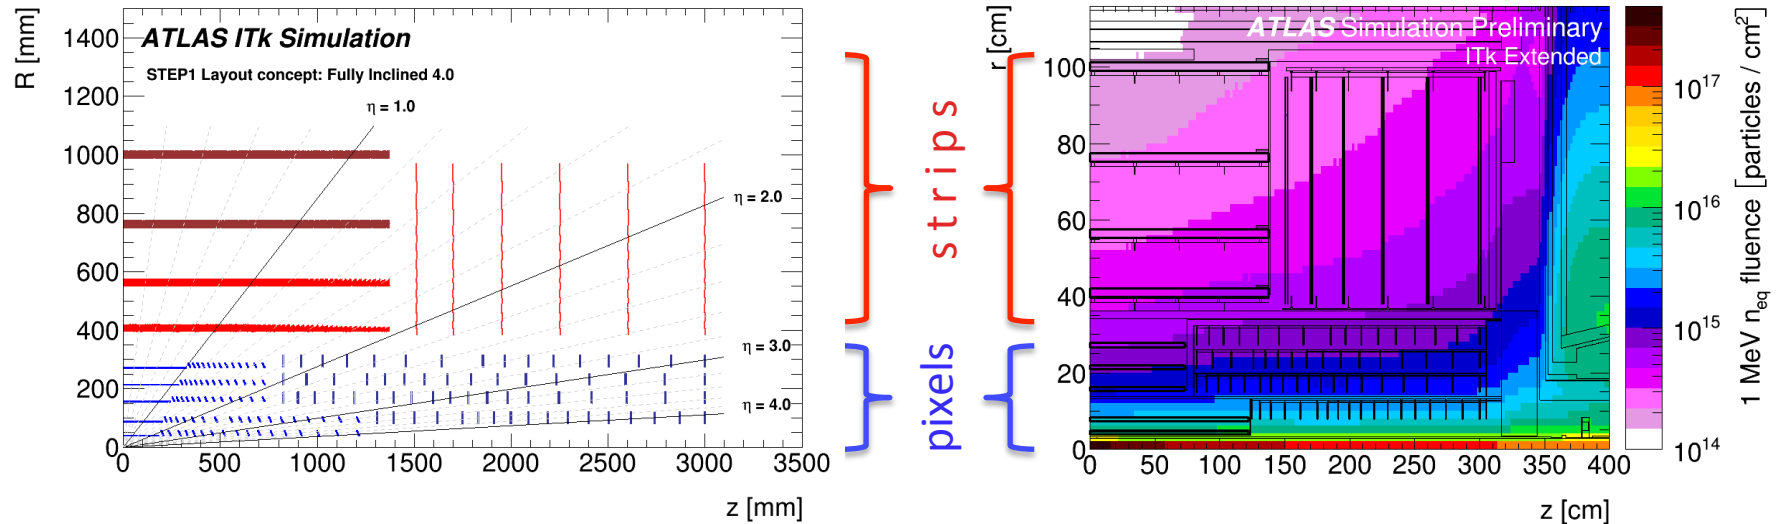 R [mm]
1400
1200
1000
800
600
400
200
0
ATLAS ITk Simulation
STEP1 Layout concept: Fully Inclined 4.0
η = 1.0
η = 2.0
η = 3.0
η = 4.0
0 500 1000 1500 2000 2500 3000 3500
z [mm]
strips
pixels
r [cm]
100
80
60
40
20
0
ATLAS Simulation Preliminary
ITk Extended
0 50 100 150 200 250 300 350 400
z [cm]
10^17
10^16
10^15
10^14
1 MeV n_eq fluence [particles / cm²]